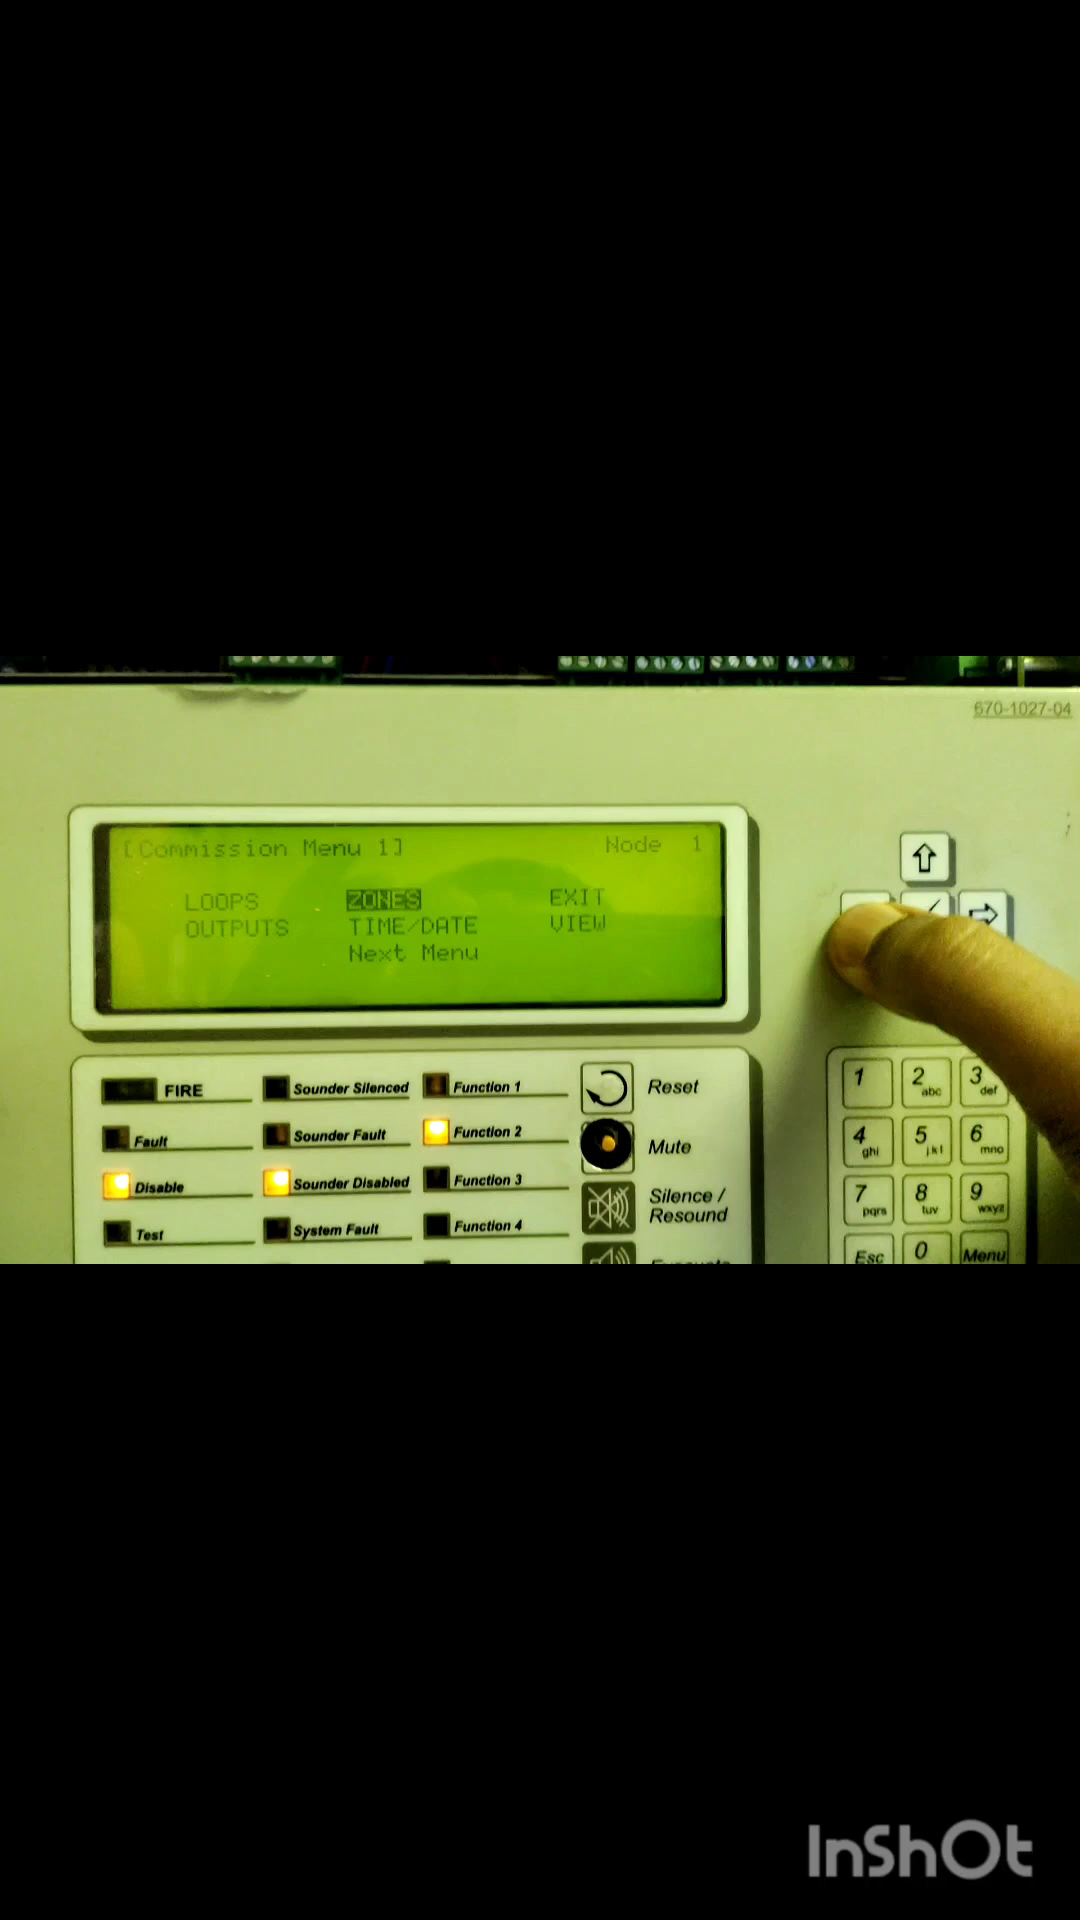 670-1027-04
[Commission Menu 1] Node 1
LOOPS ZONES EXIT
OUTPUTS TIME/DATE VIEW
Next Menu
FIRE Sounder Silenced Function 1 Reset
Fault Sounder Fault Function 2 Mute
Disable Sounder Disabled Function 3 Silence /
Resound
Test System Fault Function 4
1 2 abc 3 def
4 ghi 5 jkl 6 mno
7 pqrs 8 tuv 9 wxyz
Esc 0 Menu
InShOt